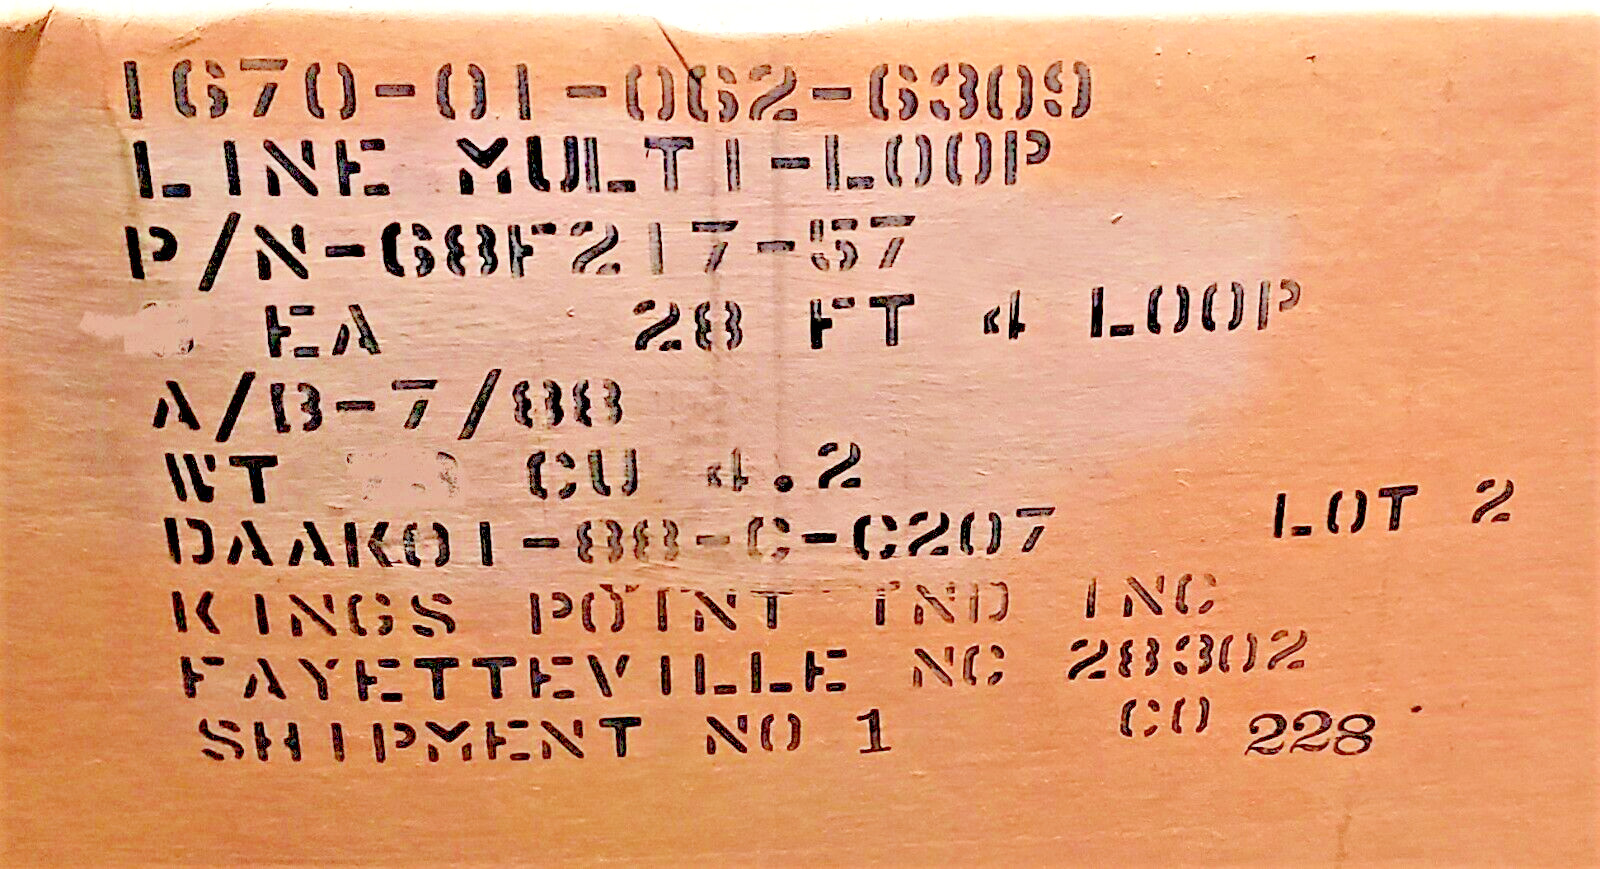 1670-01-062-6309
LINE MULTI-LOOP
P/N-68F217-57
EA 28 FT 4 LOOP
A/B-7/88
WT CU 4.2
DAAK01-88-C-C207 LOT 2
KINGS POINT IND INC
FAYETTEVILLE NC 28302
SHIPMENT NO 1 CO 228